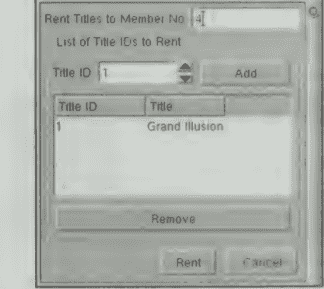 Rent Titles to Member No 4
List of Title IDs to Rent
Title ID 1 Add
Title ID Title
1 Grand Illusion
Remove
Rent Cancel